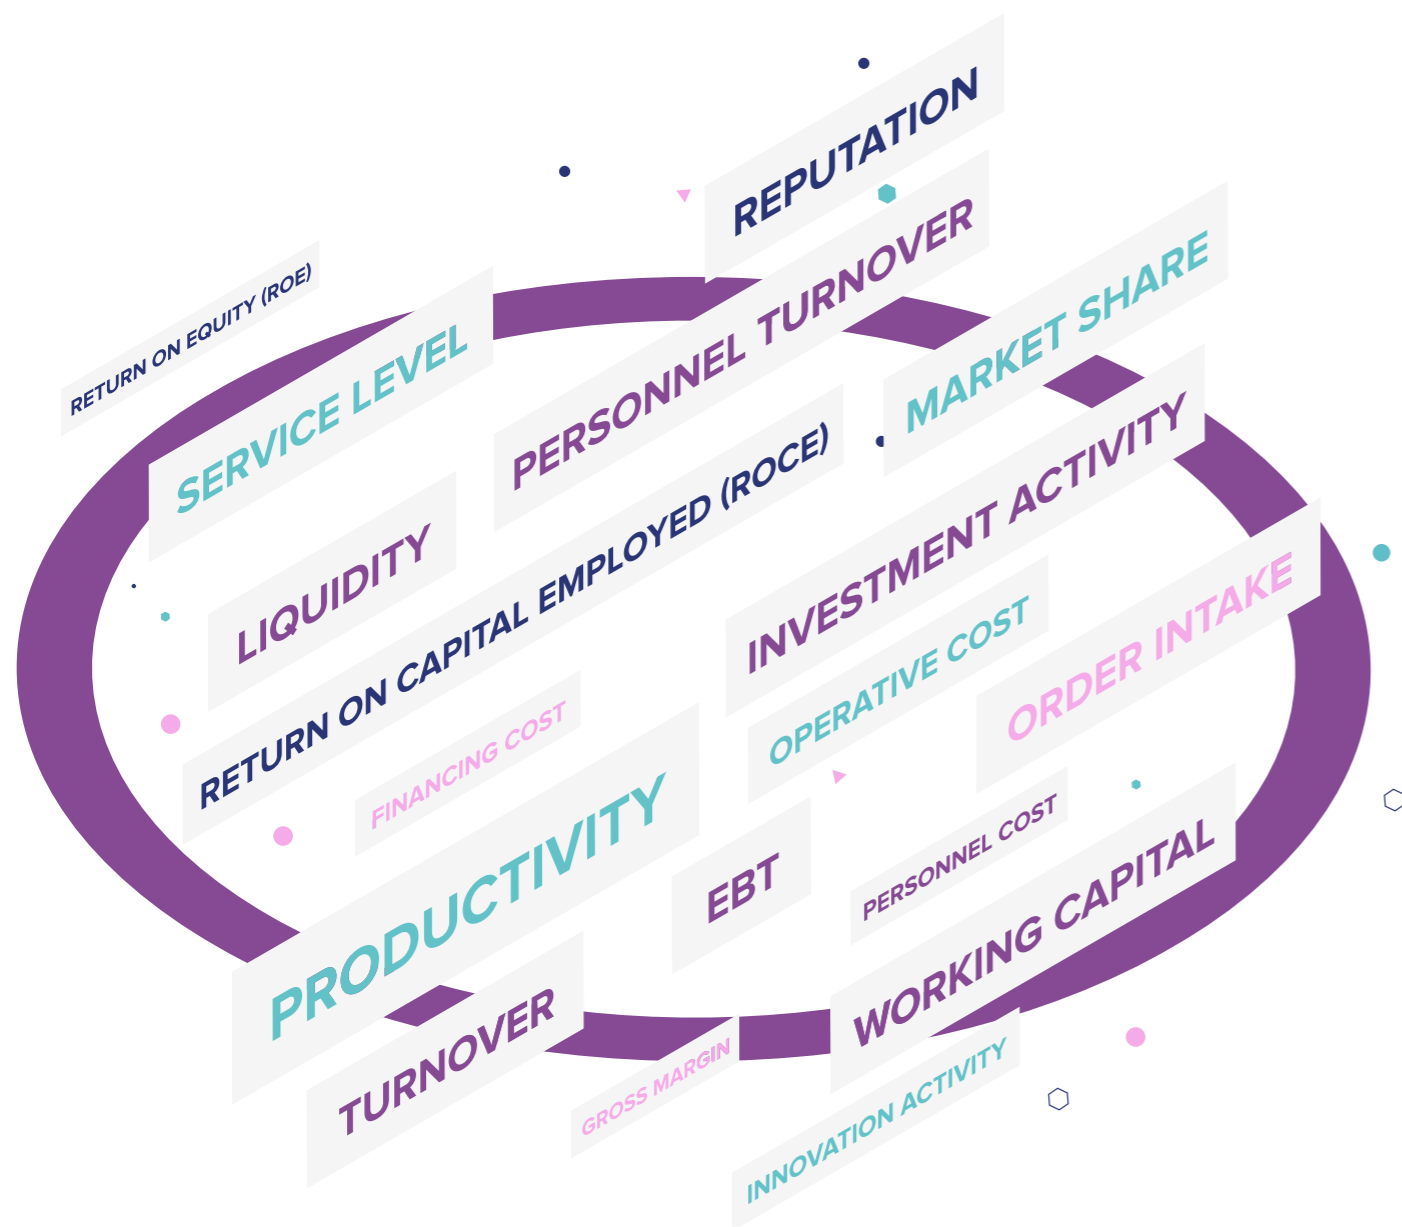 REPUTATION
PERSONNEL TURNOVER
MARKET SHARE
RETURN ON EQUITY (ROE)
SERVICE LEVEL
LIQUIDITY
RETURN ON CAPITAL EMPLOYED (ROCE)
INVESTMENT ACTIVITY
OPERATIVE COST
ORDER INTAKE
FINANCING COST
PRODUCTIVITY
EBT
PERSONNEL COST
WORKING CAPITAL
TURNOVER
GROSS MARGIN
INNOVATION ACTIVITY